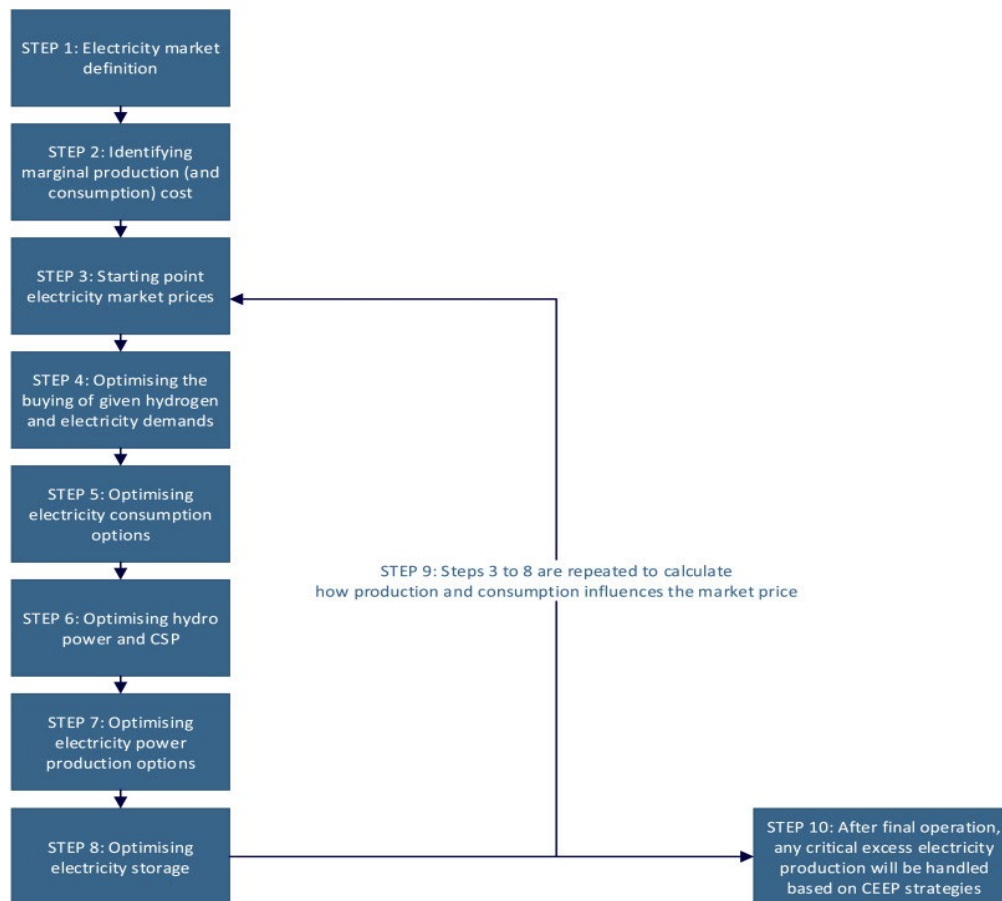 STEP 1: Electricity market
definition
STEP 2: Identifying
marginal production (and
consumption) cost
STEP 3: Starting point
electricity market prices
STEP 4: Optimising the
buying of given hydrogen
and electricity demands
STEP 5: Optimising
electricity consumption
options
STEP 9: Steps 3 to 8 are repeated to calculate
how production and consumption influences the market price
STEP 6: Optimising hydro
power and CSP
STEP 7: Optimising
electricity power
production options
STEP 8: Optimising
electricity storage
STEP 10: After final operation,
any critical excess electricity
production will be handled
based on CEEP strategies